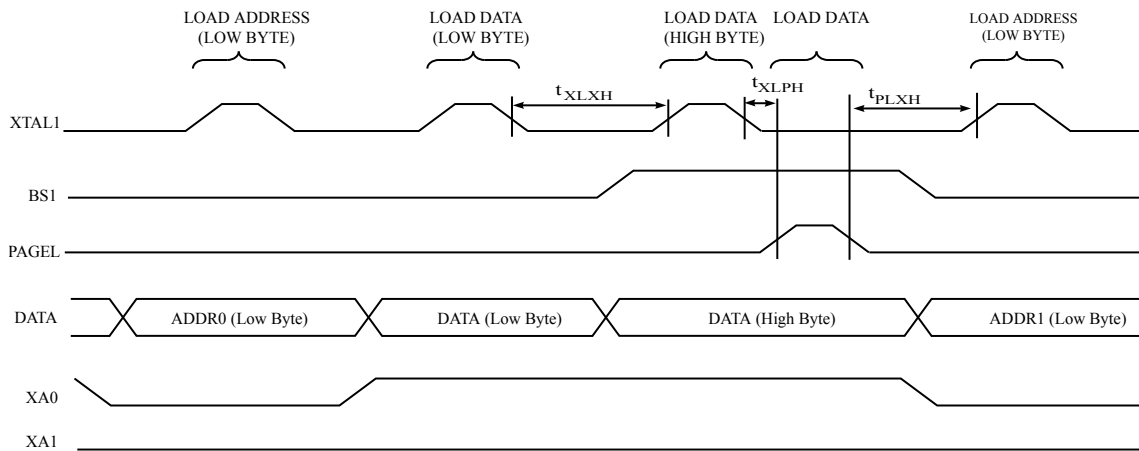 LOAD ADDRESS
(LOW BYTE)
LOAD DATA
(LOW BYTE)
LOAD DATA
(HIGH BYTE)
LOAD DATA
LOAD ADDRESS
(LOW BYTE)
tXLXH
tXLPH
tPLXH
XTAL1
BS1
PAGEL
DATA
ADDR0 (Low Byte)
DATA (Low Byte)
DATA (High Byte)
ADDR1 (Low Byte)
XA0
XA1